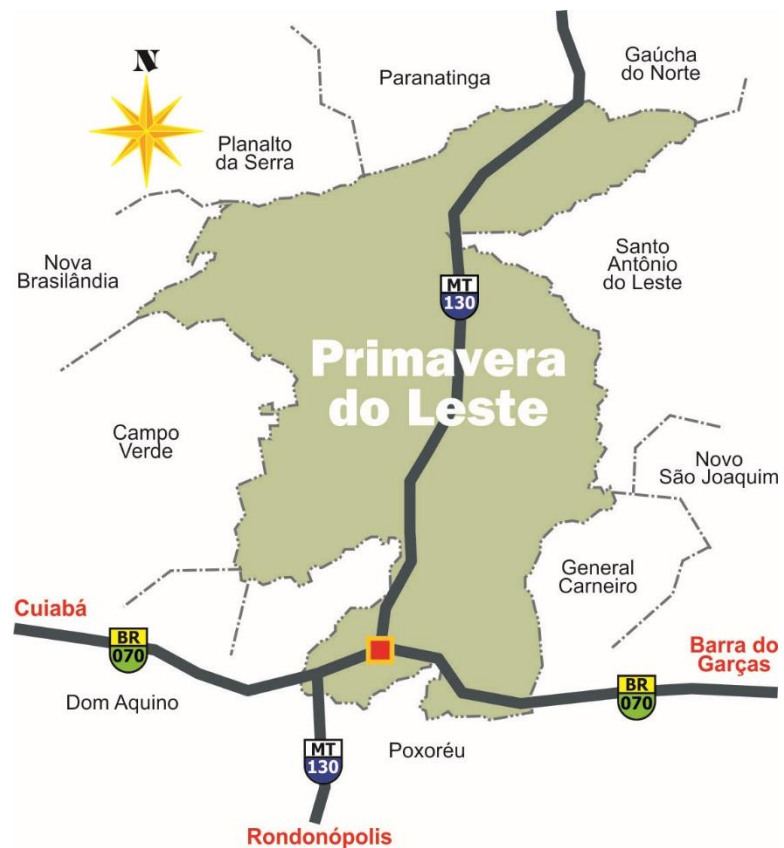 N
Gaúcha
do Norte
Paranatinga
Planalto
da Serra
Nova
Brasilândia
Santo
Antônio
do Leste
MT
130
Primavera
do Leste
Campo
Verde
Novo
São Joaquim
General
Carneiro
Cuiabá
BR
070
Barra do
Garças
BR
070
Dom Aquino
MT
130
Poxoréu
Rondonópolis